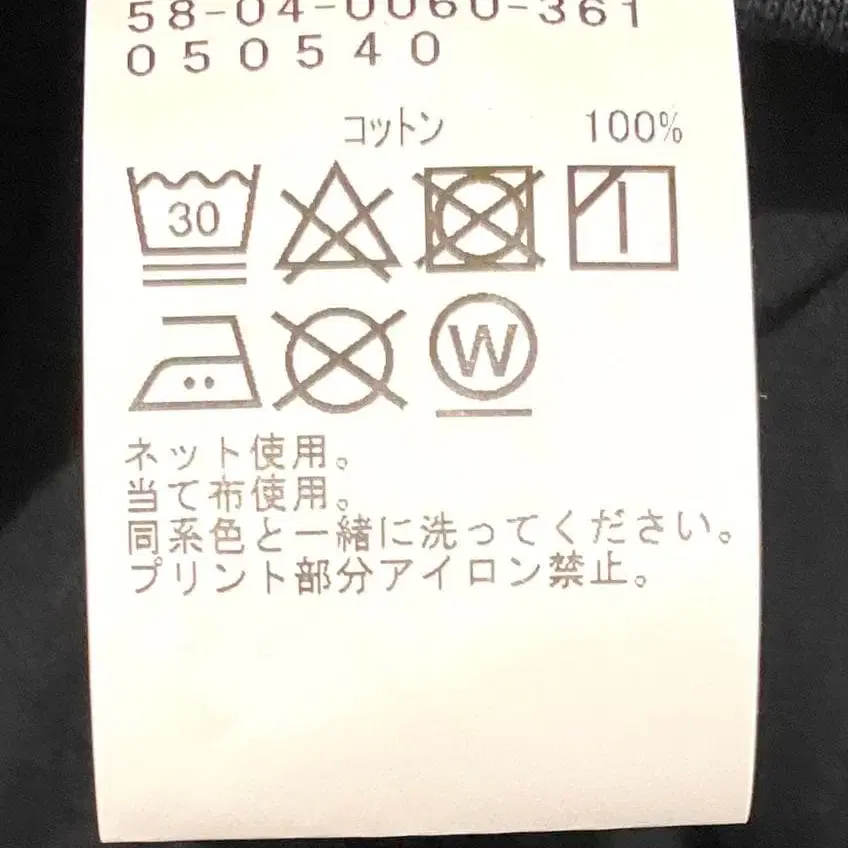 58-04-0060-361
050540
コットン 100%
30
W
ネット使用。
当て布使用。
同系色と一緒に洗ってください。
プリント部分アイロン禁止。